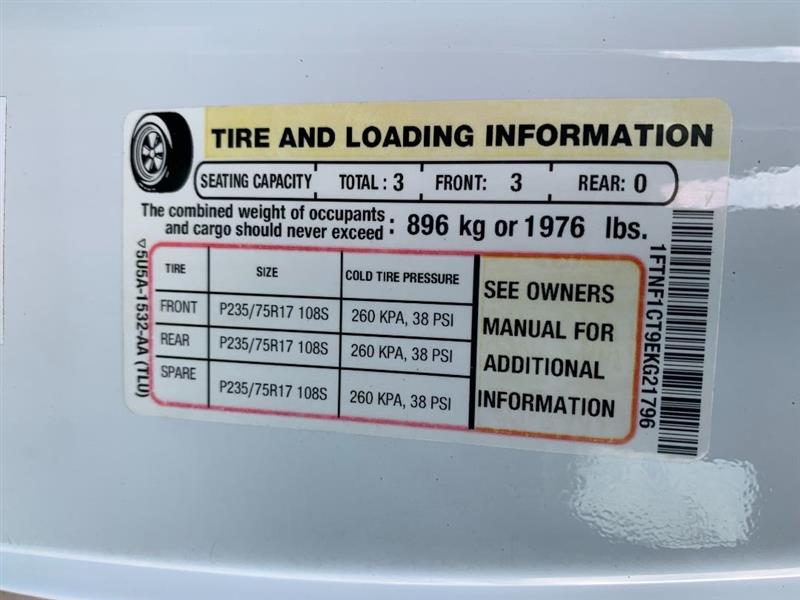 TIRE AND LOADING INFORMATION
SEATING CAPACITY TOTAL : 3 FRONT: 3 REAR: 0
The combined weight of occupants
and cargo should never exceed : 896 kg or 1976 lbs.
TIRE SIZE COLD TIRE PRESSURE
FRONT P235/75R17 108S 260 KPA, 38 PSI
REAR P235/75R17 108S 260 KPA, 38 PSI
SPARE P235/75R17 108S 260 KPA, 38 PSI
SEE OWNERS
MANUAL FOR
ADDITIONAL
INFORMATION
5U5A-1532-AA (TLU)
1FTNF1CT9EKG21796